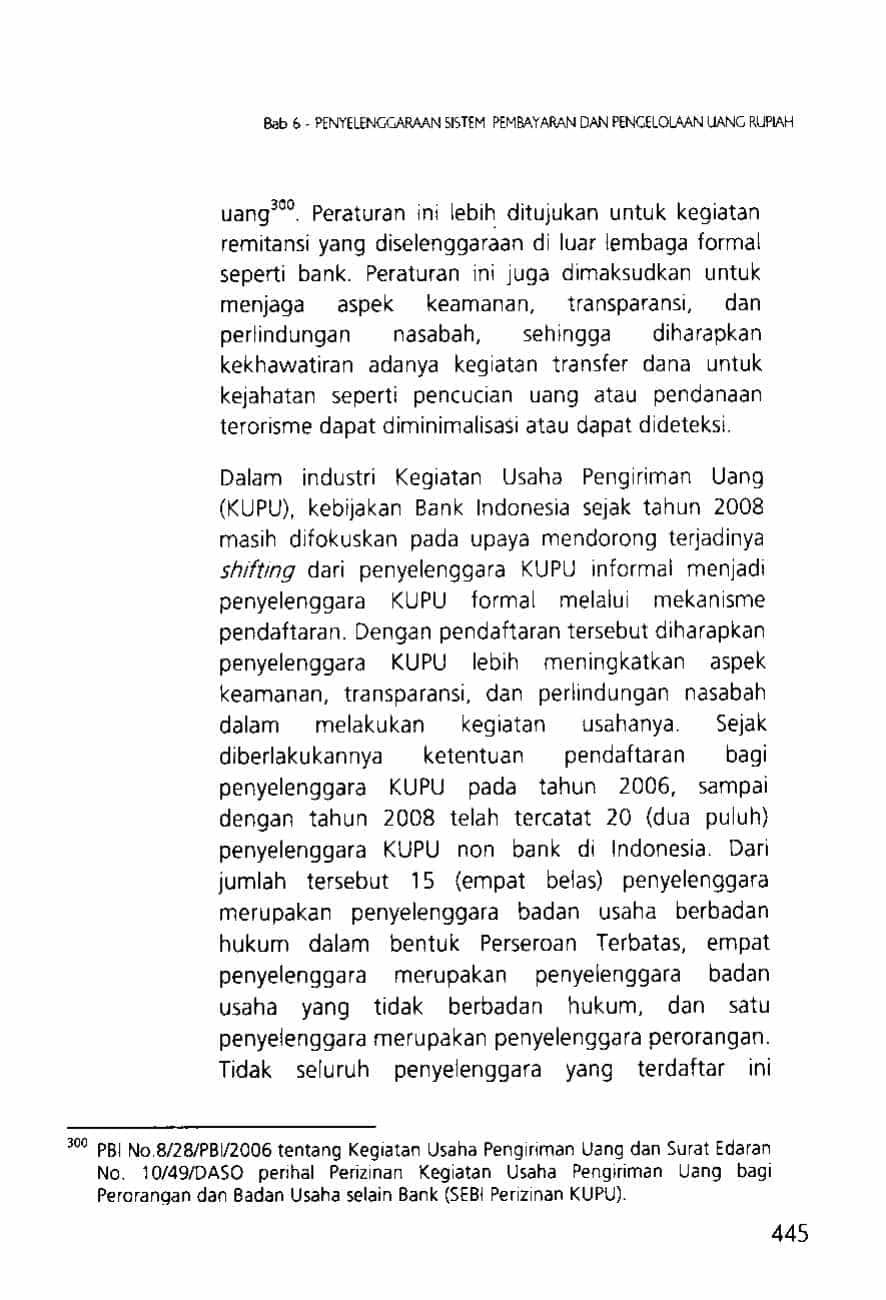 Bab 6 - PENYELENGGARAAN SISTEM PEMBAYARAN DAN PENGELOLAAN UANG RUPIAH
uang³⁰⁰. Peraturan ini lebih ditujukan untuk kegiatan
remitansi yang diselenggaraan di luar lembaga formal
seperti bank. Peraturan ini juga dimaksudkan untuk
menjaga aspek keamanan, transparansi, dan
perlindungan nasabah, sehingga diharapkan
kekhawatiran adanya kegiatan transfer dana untuk
kejahatan seperti pencucian uang atau pendanaan
terorisme dapat diminimalisasi atau dapat dideteksi.
Dalam industri Kegiatan Usaha Pengiriman Uang
(KUPU), kebijakan Bank Indonesia sejak tahun 2008
masih difokuskan pada upaya mendorong terjadinya
shifting dari penyelenggara KUPU informal menjadi
penyelenggara KUPU formal melalui mekanisme
pendaftaran. Dengan pendaftaran tersebut diharapkan
penyelenggara KUPU lebih meningkatkan aspek
keamanan, transparansi, dan perlindungan nasabah
dalam melakukan kegiatan usahanya. Sejak
diberlakukannya ketentuan pendaftaran bagi
penyelenggara KUPU pada tahun 2006, sampai
dengan tahun 2008 telah tercatat 20 (dua puluh)
penyelenggara KUPU non bank di Indonesia. Dari
jumlah tersebut 15 (empat belas) penyelenggara
merupakan penyelenggara badan usaha berbadan
hukum dalam bentuk Perseroan Terbatas, empat
penyelenggara merupakan penyelenggara badan
usaha yang tidak berbadan hukum, dan satu
penyelenggara merupakan penyelenggara perorangan.
Tidak seluruh penyelenggara yang terdaftar ini
³⁰⁰ PBI No.8/28/PBI/2006 tentang Kegiatan Usaha Pengiriman Uang dan Surat Edaran
No. 10/49/DASO perihal Perizinan Kegiatan Usaha Pengiriman Uang bagi
Perorangan dan Badan Usaha selain Bank (SEBI Perizinan KUPU).
445